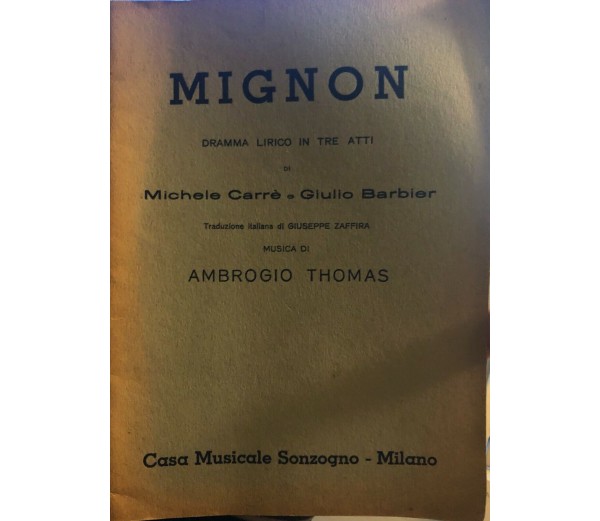 MIGNON
DRAMMA LIRICO IN TRE ATTI
DI
Michele Carrè e Giulio Barbier
Traduzione italiana di GIUSEPPE ZAFFIRA
MUSICA DI
AMBROGIO THOMAS
Casa Musicale Sonzogno - Milano